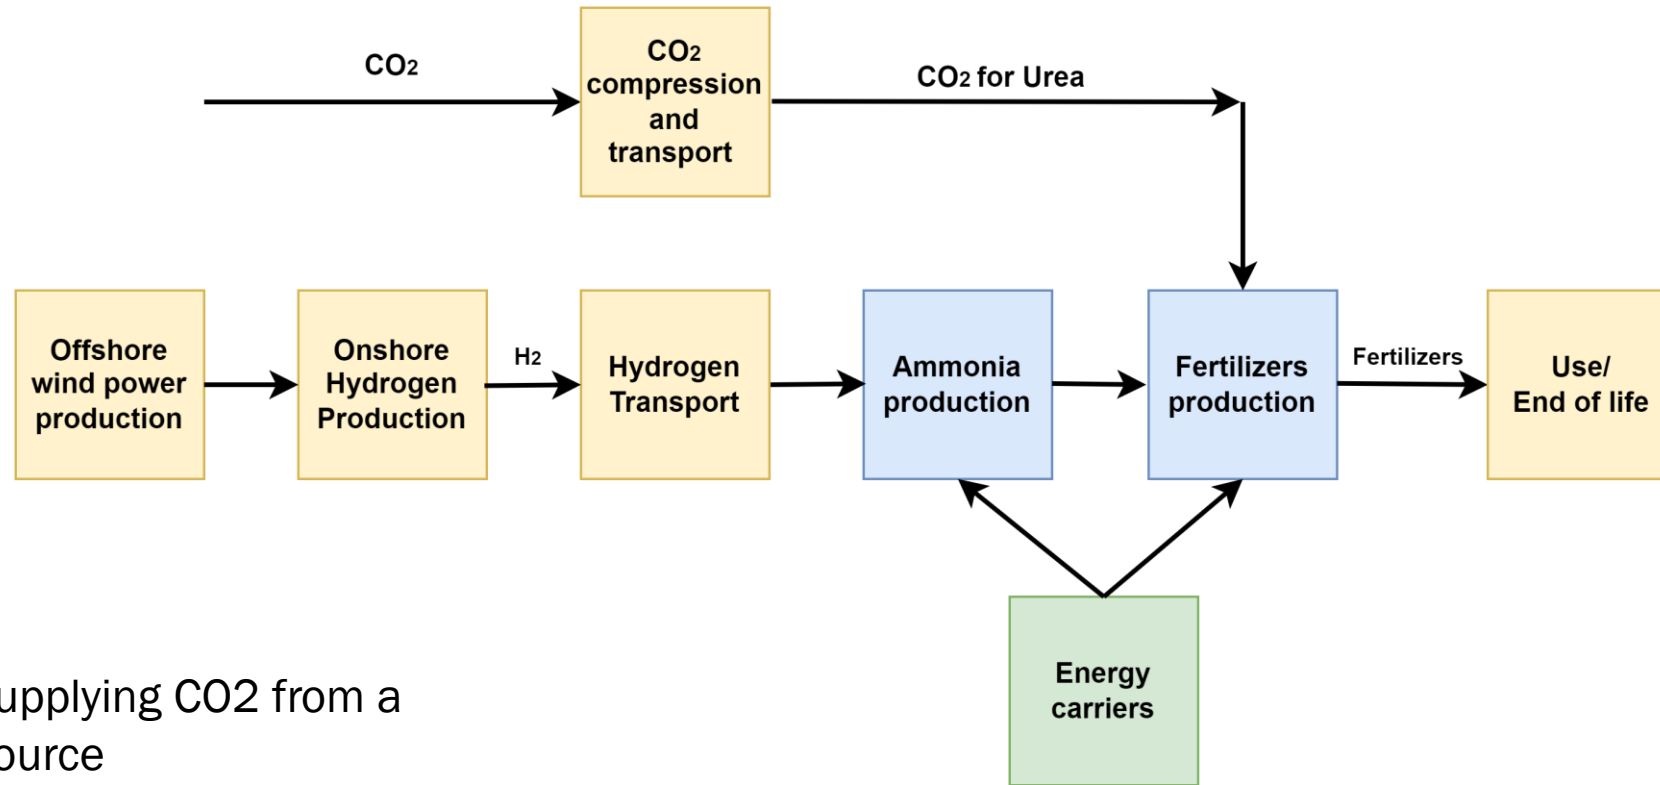 CO2
CO2
compression
and
transport
CO2 for Urea
Offshore
wind power
production
Onshore
Hydrogen
Production
H2
Hydrogen
Transport
Ammonia
production
Fertilizers
production
Fertilizers
Use/
End of life
Energy
carriers
upplying CO2 from a
ource